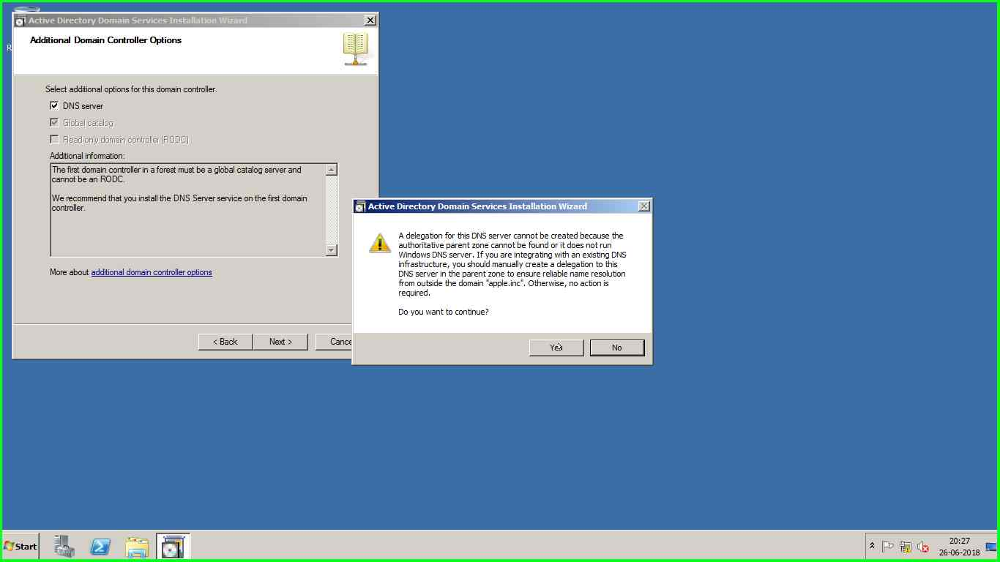 Active Directory Domain Services Installation Wizard
Additional Domain Controller Options
R
Select additional options for this domain controller.
DNS server
Global catalog
Read-only domain controller (RODC)
Additional information:
The first domain controller in a forest must be a global catalog server and
cannot be an RODC.
We recommend that you install the DNS Server service on the first domain
controller.
More about additional domain controller options
< Back
Next >
Cance
Active Directory Domain Services Installation Wizard
A delegation for this DNS server cannot be created because the
authoritative parent zone cannot be found or it does not run
Windows DNS server. If you are integrating with an existing DNS
infrastructure, you should manually create a delegation to this
DNS server in the parent zone to ensure reliable name resolution
from outside the domain "apple.inc". Otherwise, no action is
required.
Do you want to continue?
Yes
No
Start
20:27
26-06-2018